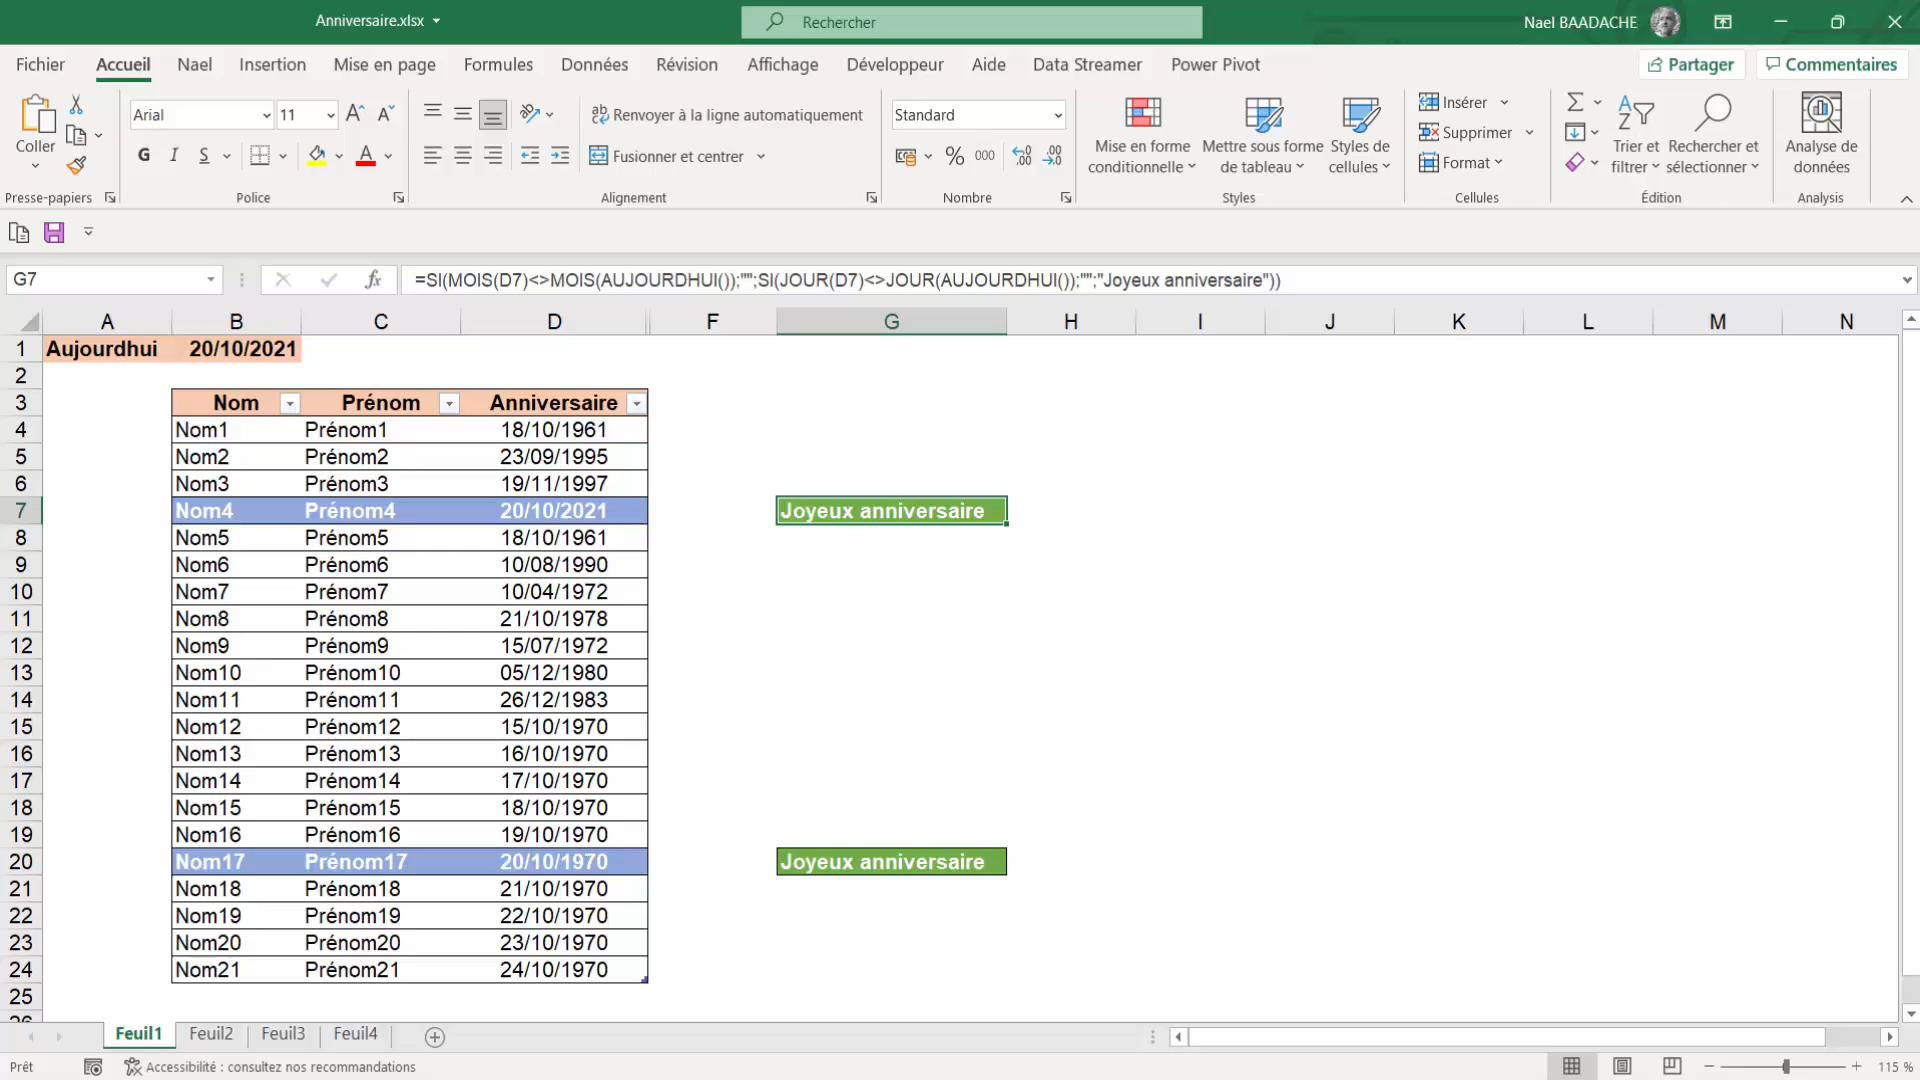 Anniversaire.xlsx
Rechercher
Nael BAADACHE
Fichier Accueil Nael Insertion Mise en page Formules Données Révision Affichage Développeur Aide Data Streamer Power Pivot
Partager
Commentaires
Coller
Presse-papiers
Arial
11
G I S
Police
Renvoyer à la ligne automatiquement
Fusionner et centrer
Alignement
Standard
% 000
Nombre
Mise en forme
conditionnelle
Mettre sous forme
de tableau
Styles de
cellules
Styles
Insérer
Supprimer
Format
Cellules
Trier et
filtrer
Rechercher et
sélectionner
Édition
Analyse de
données
Analysis
G7
fx
=SI(MOIS(D7)<>MOIS(AUJOURDHUI());"";SI(JOUR(D7)<>JOUR(AUJOURDHUI());"";"Joyeux anniversaire"))
A B C D F G H I J K L M N
1 Aujourdhui 20/10/2021
2
3 Nom Prénom Anniversaire
4 Nom1 Prénom1 18/10/1961
5 Nom2 Prénom2 23/09/1995
6 Nom3 Prénom3 19/11/1997
7 Nom4 Prénom4 20/10/2021 Joyeux anniversaire
8 Nom5 Prénom5 18/10/1961
9 Nom6 Prénom6 10/08/1990
10 Nom7 Prénom7 10/04/1972
11 Nom8 Prénom8 21/10/1978
12 Nom9 Prénom9 15/07/1972
13 Nom10 Prénom10 05/12/1980
14 Nom11 Prénom11 26/12/1983
15 Nom12 Prénom12 15/10/1970
16 Nom13 Prénom13 16/10/1970
17 Nom14 Prénom14 17/10/1970
18 Nom15 Prénom15 18/10/1970
19 Nom16 Prénom16 19/10/1970
20 Nom17 Prénom17 20/10/1970 Joyeux anniversaire
21 Nom18 Prénom18 21/10/1970
22 Nom19 Prénom19 22/10/1970
23 Nom20 Prénom20 23/10/1970
24 Nom21 Prénom21 24/10/1970
25
Feuil1 Feuil2 Feuil3 Feuil4
Prêt
Accessibilité : consultez nos recommandations
115 %